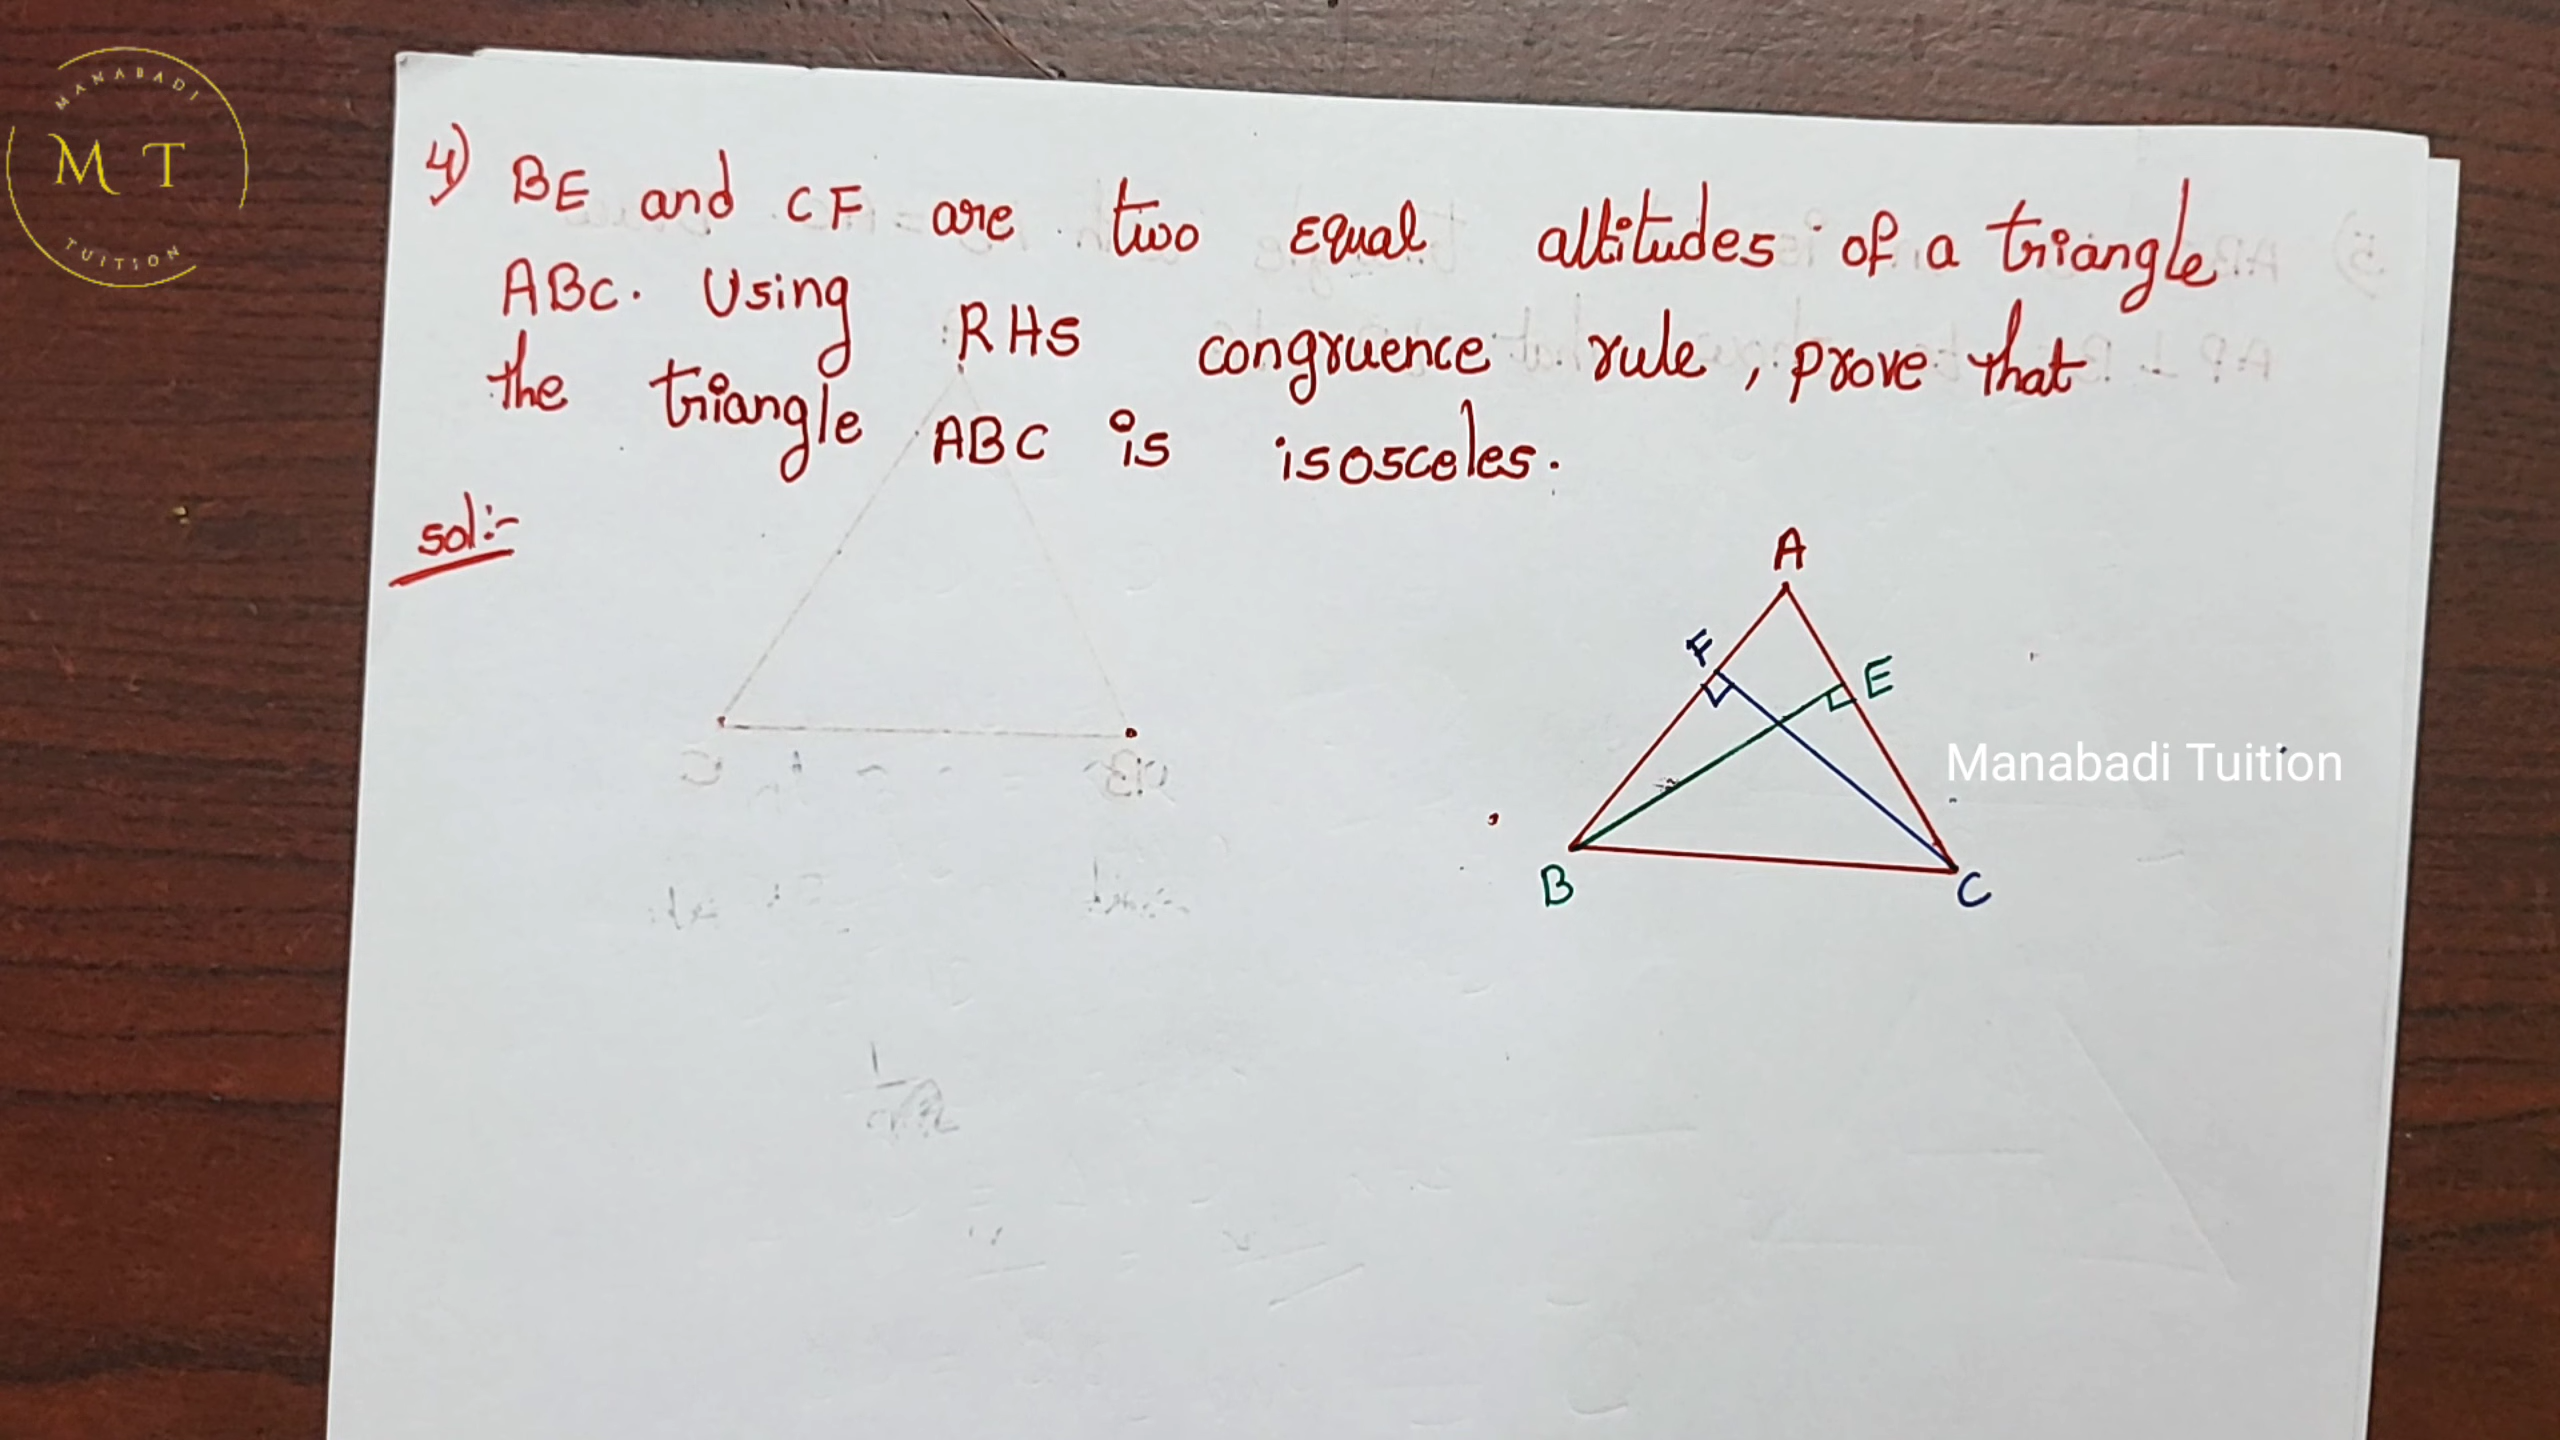 MANABADI
M T
TUITION
4) BE and CF are two equal altitudes of a triangle
ABC. Using RHS congruence rule, prove that
the triangle ABC is isosceles.
sol:-
A
F
E
Manabadi Tuition
B
C